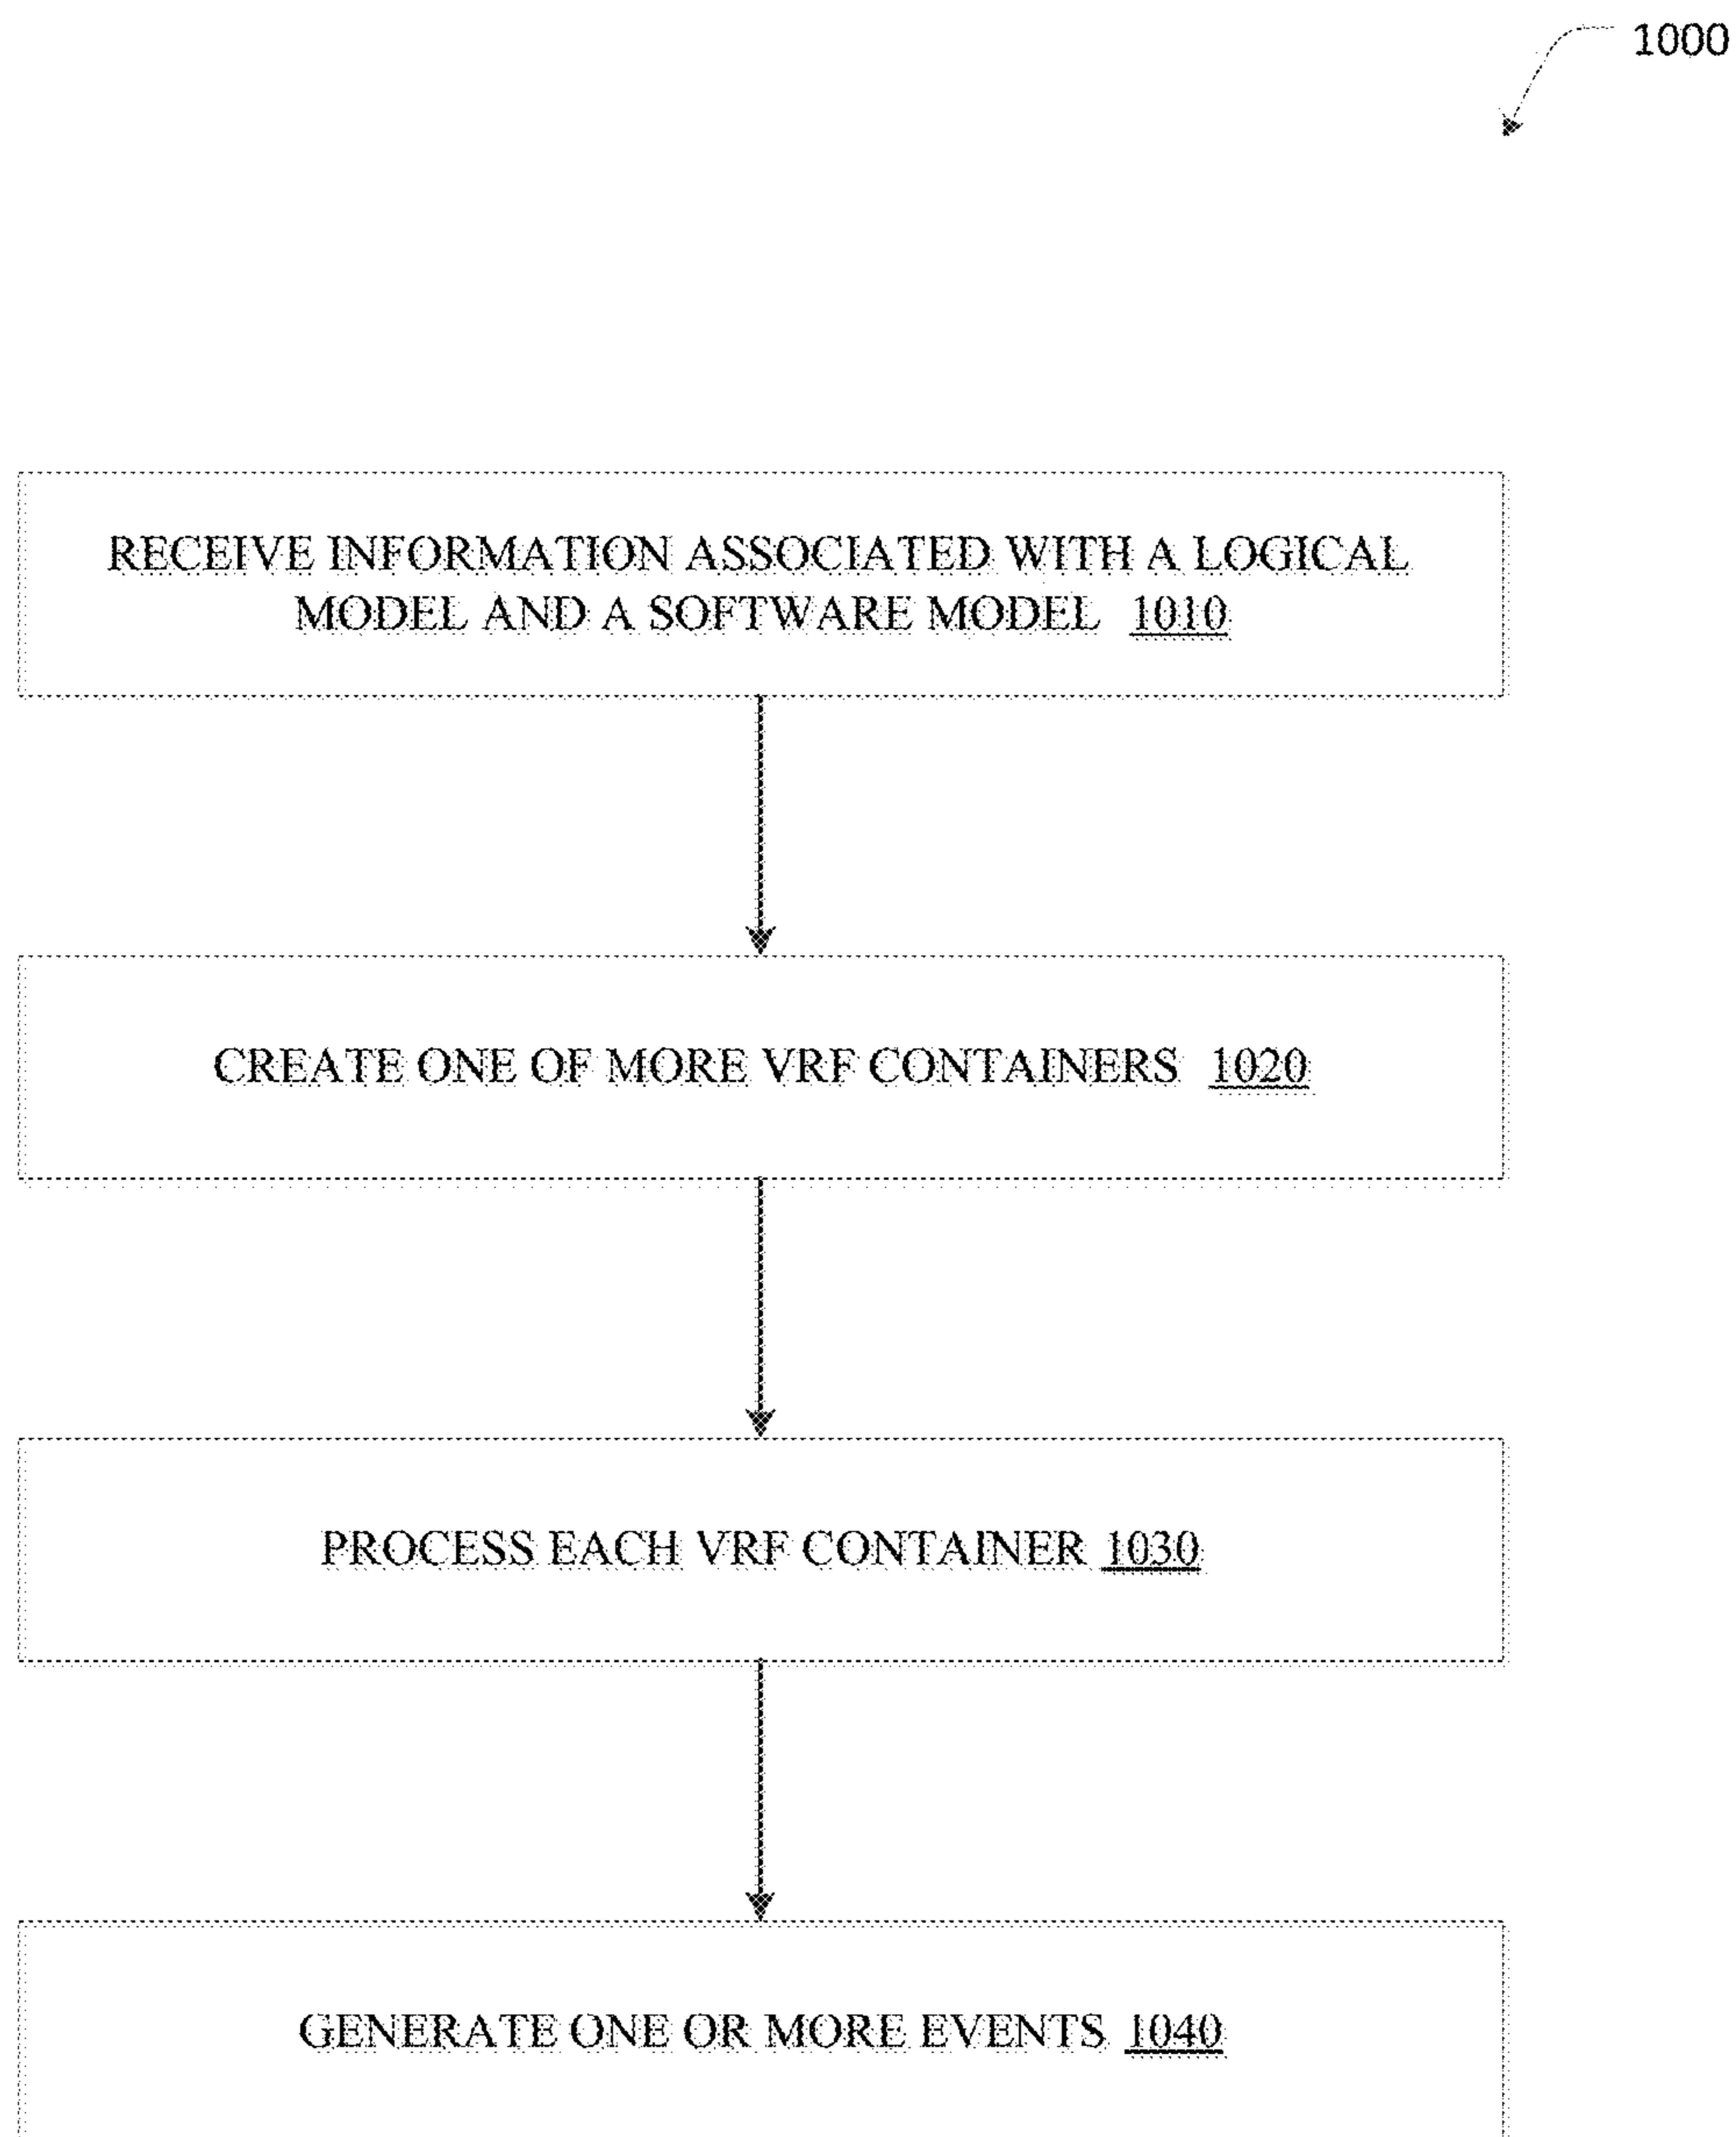 1000
RECEIVE INFORMATION ASSOCIATED WITH A LOGICAL
MODEL AND A SOFTWARE MODEL 1010
CREATE ONE OF MORE VRF CONTAINERS 1020
PROCESS EACH VRF CONTAINER 1030
GENERATE ONE OR MORE EVENTS 1040